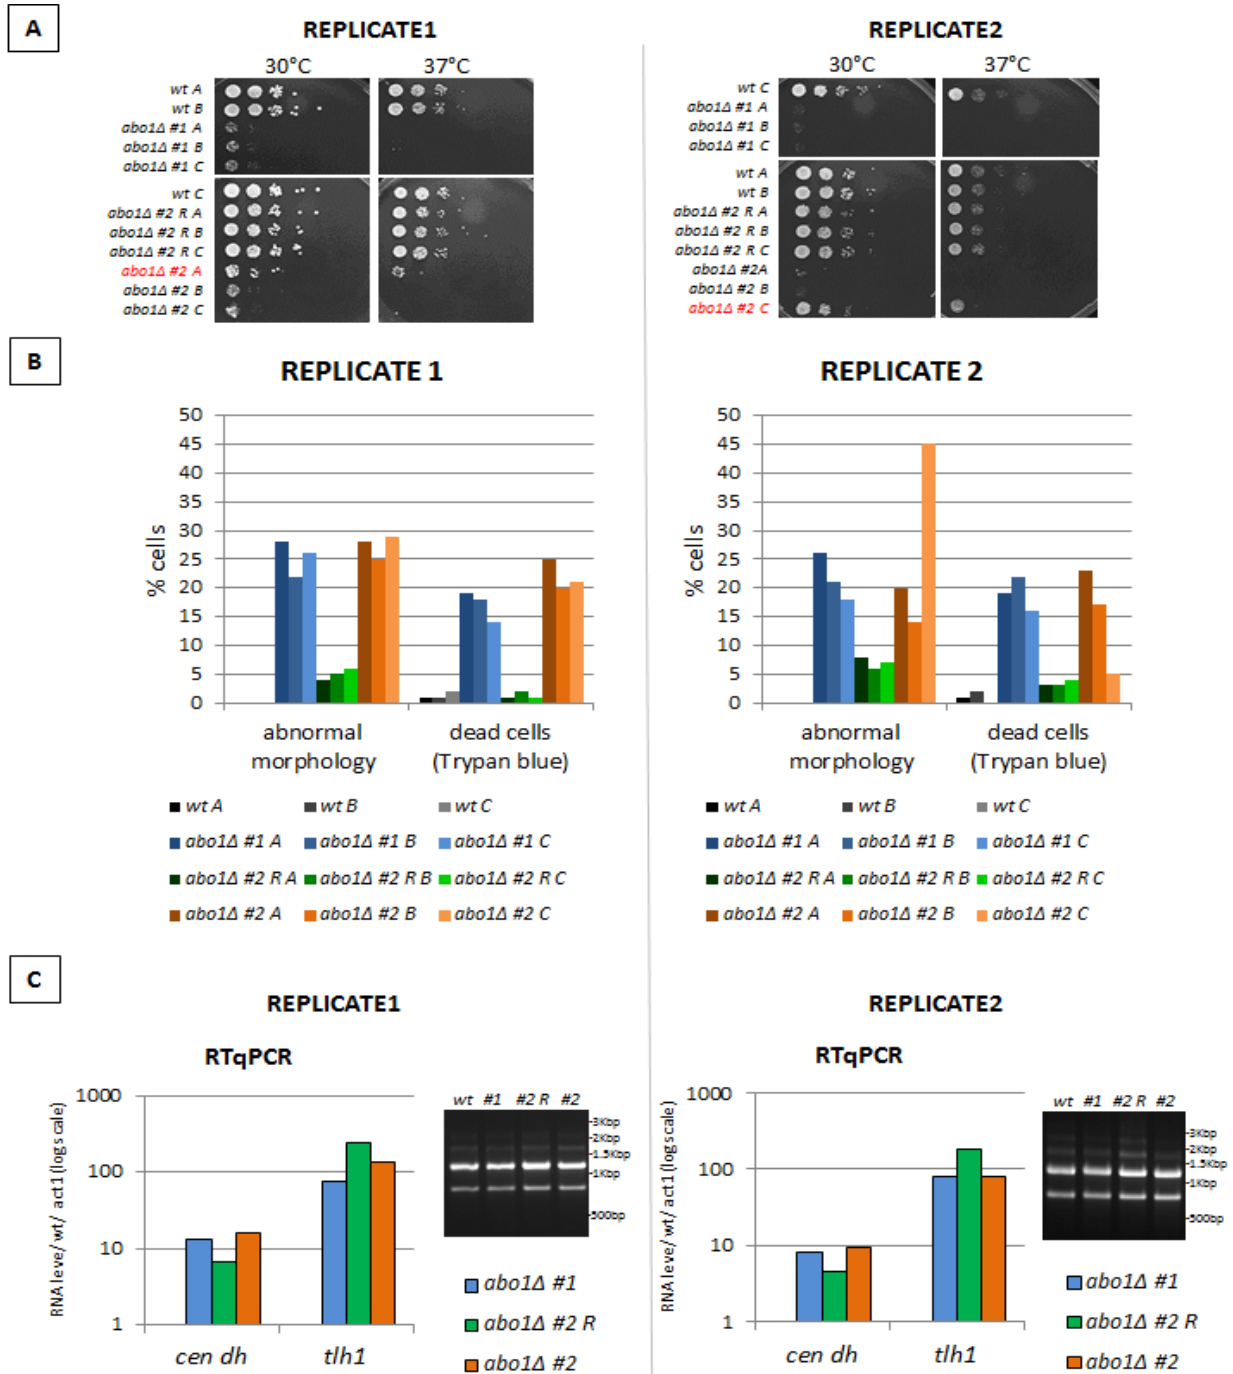 A
REPLICATE1
REPLICATE2
30°C
37°C
30°C
37°C
wt A
wt B
abo1Δ #1 A
abo1Δ #1 B
abo1Δ #1 C
wt C
abo1Δ #2 R A
abo1Δ #2 R B
abo1Δ #2 R C
abo1Δ #2 A
abo1Δ #2 B
abo1Δ #2 C
wt C
abo1Δ #1 A
abo1Δ #1 B
abo1Δ #1 C
wt A
wt B
abo1Δ #2 R A
abo1Δ #2 R B
abo1Δ #2 R C
abo1Δ #2A
abo1Δ #2 B
abo1Δ #2 C
B
REPLICATE 1
% cells
50
45
40
35
30
25
20
15
10
5
0
abnormal
morphology
dead cells
(Trypan blue)
wt A wt B wt C
abo1Δ #1 A abo1Δ #1 B abo1Δ #1 C
abo1Δ #2 R A abo1Δ #2 R B abo1Δ #2 R C
abo1Δ #2 A abo1Δ #2 B abo1Δ #2 C
REPLICATE 2
% cells
50
45
40
35
30
25
20
15
10
5
0
abnormal
morphology
dead cells
(Trypan blue)
wt A wt B wt C
abo1Δ #1 A abo1Δ #1 B abo1Δ #1 C
abo1Δ #2 R A abo1Δ #2 R B abo1Δ #2 R C
abo1Δ #2 A abo1Δ #2 B abo1Δ #2 C
C
REPLICATE1
RTqPCR
RNA leve/ wt/ act1 (log scale)
1000
100
10
1
cen dh
tlh1
wt #1 #2 R #2
3Kbp
2Kbp
1.5Kbp
1Kbp
500bp
abo1Δ #1
abo1Δ #2 R
abo1Δ #2
REPLICATE2
RTqPCR
RNA leve/ wt/ act1 (log scale)
1000
100
10
1
cen dh
tlh1
wt #1 #2 R #2
3Kbp
2Kbp
1.5Kbp
1Kbp
500bp
abo1Δ #1
abo1Δ #2 R
abo1Δ #2